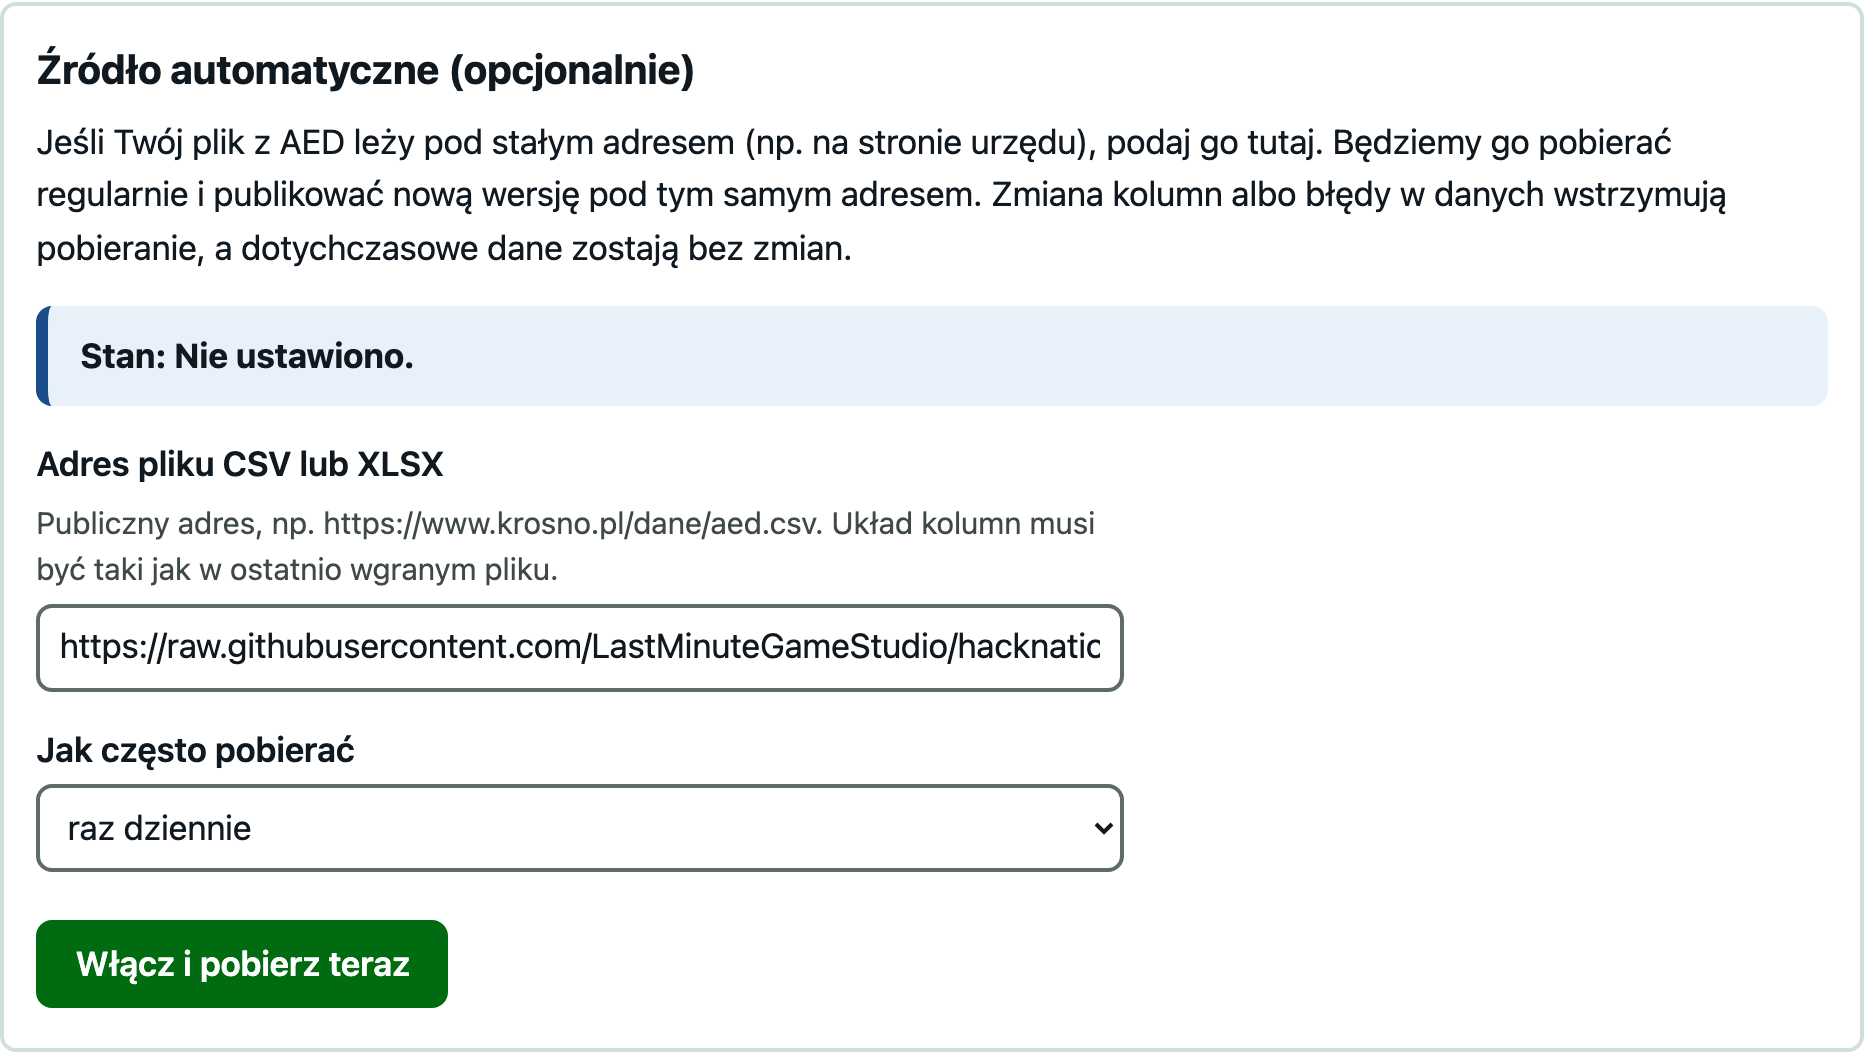 Źródło automatyczne (opcjonalnie)
Jeśli Twój plik z AED leży pod stałym adresem (np. na stronie urzędu), podaj go tutaj. Będziemy go pobierać
regularnie i publikować nową wersję pod tym samym adresem. Zmiana kolumn albo błędy w danych wstrzymują
pobieranie, a dotychczasowe dane zostają bez zmian.
Stan: Nie ustawiono.
Adres pliku CSV lub XLSX
Publiczny adres, np. https://www.krosno.pl/dane/aed.csv. Układ kolumn musi
być taki jak w ostatnio wgranym pliku.
https://raw.githubusercontent.com/LastMinuteGameStudio/hacknatic
Jak często pobierać
raz dziennie
Włącz i pobierz teraz